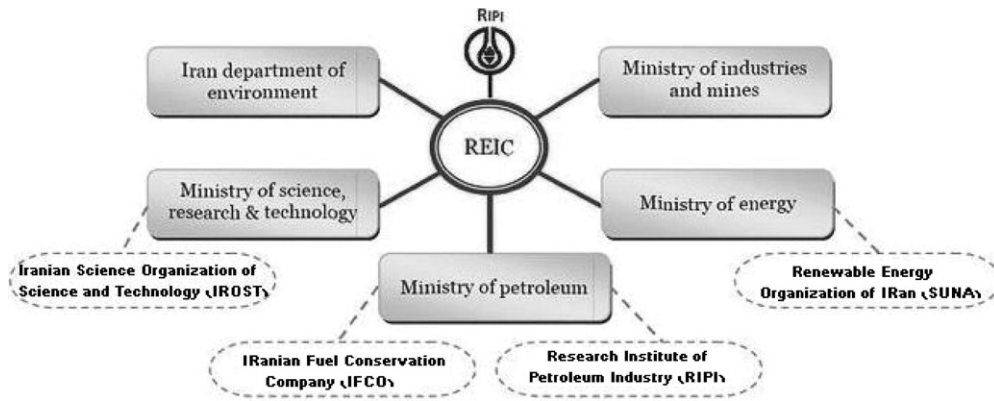 RIPI
Iran department of
environment
Ministry of industries
and mines
REIC
Ministry of science,
research & technology
Ministry of energy
Iranian Science Organization of
Science and Technology (IROST)
Ministry of petroleum
Renewable Energy
Organization of IRan (SUNA)
IRanian Fuel Conservation
Company (IFCO)
Research Institute of
Petroleum Industry (RIPI)